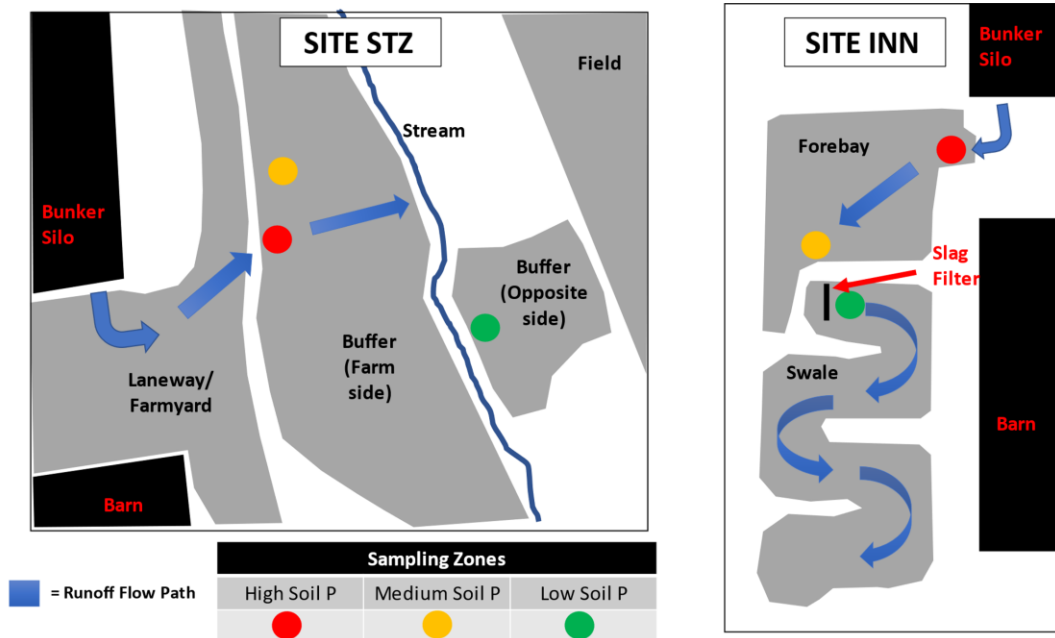 SITE STZ
Field
Stream
Bunker
Silo
Buffer
(Opposite
side)
Buffer
(Farm
side)
Laneway/
Farmyard
Barn
= Runoff Flow Path
Sampling Zones
High Soil P
Medium Soil P
Low Soil P
SITE INN
Bunker
Silo
Forebay
Slag
Filter
Swale
Barn